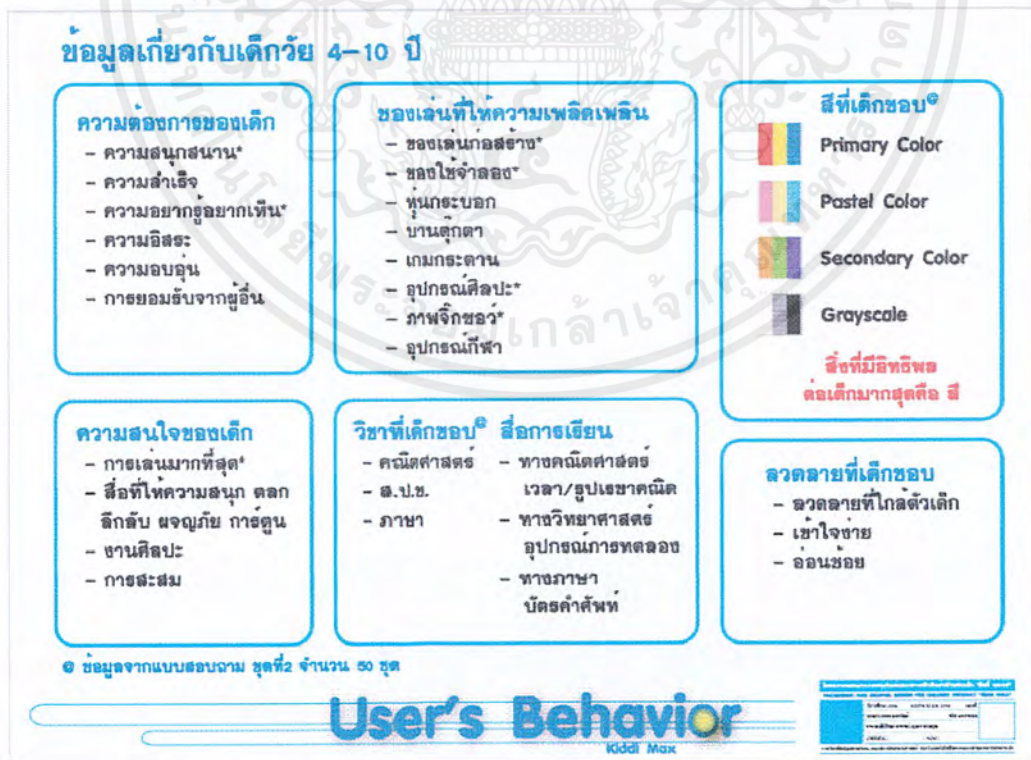 ข้อมูลเกี่ยวกับเด็กวัย 4-10 ปี
ความต้องการของเด็ก
- ความสนุกสนาน*
- ความสำเร็จ
- ความอยากรู้อยากเห็น*
- ความอิสระ
- ความอบอุ่น
- การยอมรับจากผู้อื่น
ของเล่นที่ให้ความเพลิดเพลิน
- ของเล่นก่อสร้าง*
- ของใช้จำลอง*
- หุ่นกระบอก
- บ้านตุ๊กตา
- เกมกระดาน
- อุปกรณ์ศิลปะ*
- ภาพจิ๊กซอว์*
- อุปกรณ์กีฬา
สีที่เด็กชอบ@
Primary Color
Pastel Color
Secondary Color
Grayscale
สิ่งที่มีอิทธิพล
ต่อเด็กมากสุดคือ สี
ความสนใจของเด็ก
- การเล่นมากที่สุด*
- สื่อที่ให้ความสนุก ตลก
ลึกลับ ผจญภัย การ์ตูน
- งานศิลปะ
- การสะสม
วิชาที่เด็กชอบ@
- คณิตศาสตร์
- ส.ป.ช.
- ภาษา
สื่อการเรียน
- ทางคณิตศาสตร์
เวลา/รูปเรขาคณิต
- ทางวิทยาศาสตร์
อุปกรณ์การทดลอง
- ทางภาษา
บัตรคำศัพท์
ลวดลายที่เด็กชอบ
- ลวดลายที่ใกล้ตัวเด็ก
- เข้าใจง่าย
- อ่อนช้อย
@ ข้อมูลจากแบบสอบถาม ชุดที่2 จำนวน 50 ชุด
User's Behavior
Kiddi Max